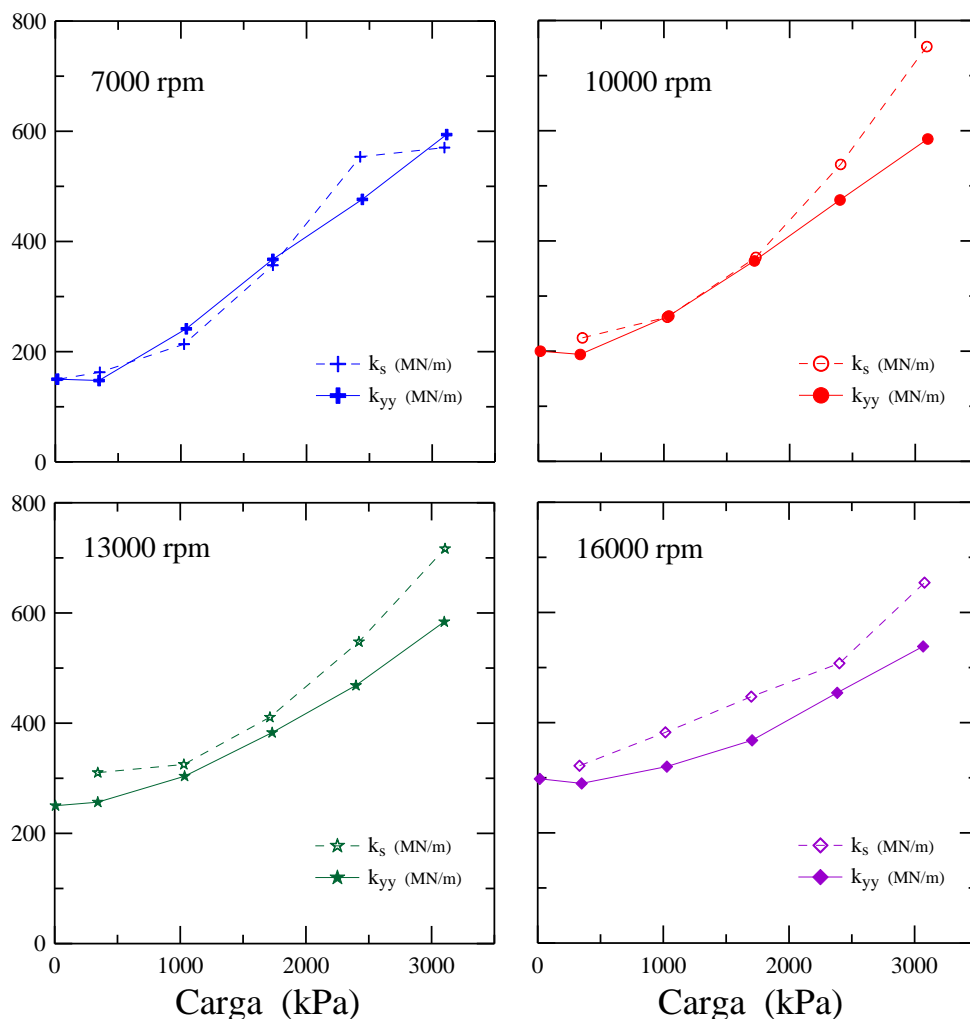 800
600
400
200
0
7000 rpm
k_s (MN/m)
k_yy (MN/m)
10000 rpm
k_s (MN/m)
k_yy (MN/m)
800
600
400
200
0
13000 rpm
k_s (MN/m)
k_yy (MN/m)
0 1000 2000 3000
Carga (kPa)
16000 rpm
k_s (MN/m)
k_yy (MN/m)
0 1000 2000 3000
Carga (kPa)